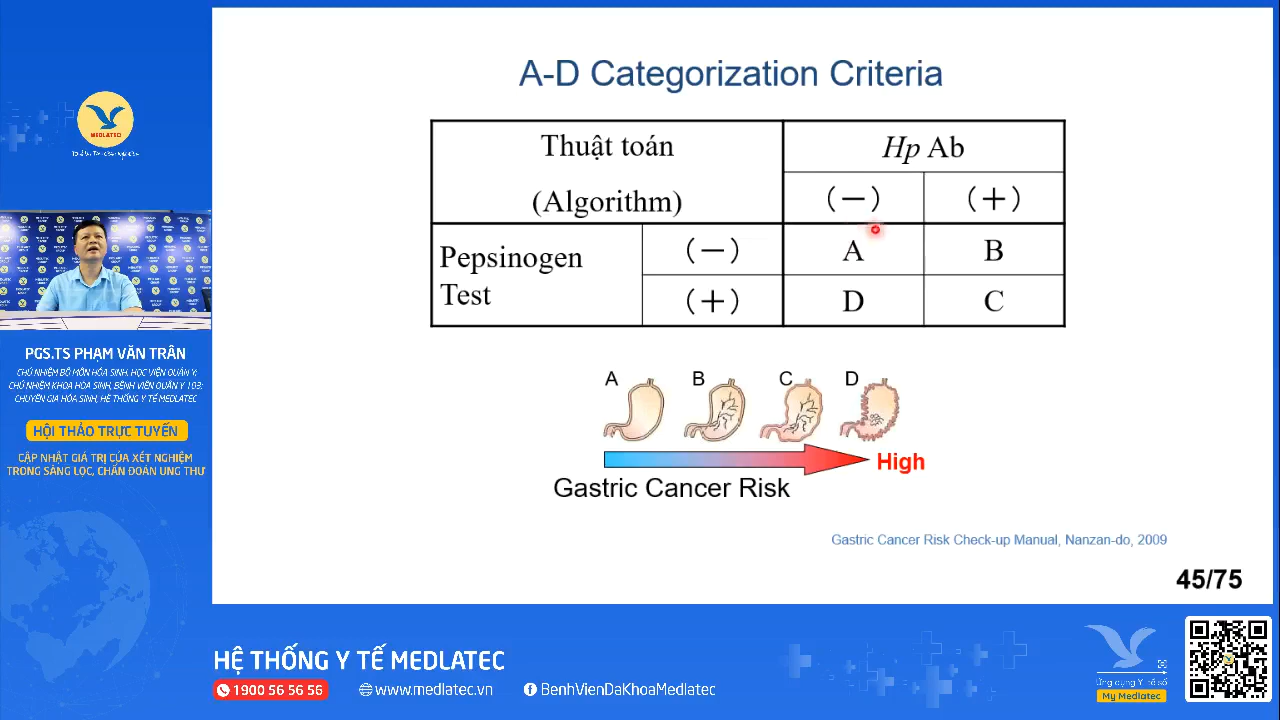 MEDLATEC
PGS.TS PHẠM VĂN TRÂN
CHỦ NHIỆM BỘ MÔN HÓA SINH, HỌC VIỆN QUÂN Y;
CHỦ NHIỆM KHOA HÓA SINH, BỆNH VIỆN QUÂN Y 103;
CHUYÊN GIA HÓA SINH, HỆ THỐNG Y TẾ MEDLATEC
HỘI THẢO TRỰC TUYẾN
CẬP NHẬT GIÁ TRỊ CỦA XÉT NGHIỆM
TRONG SÀNG LỌC, CHẨN ĐOÁN UNG THƯ
A-D Categorization Criteria
Thuật toán
(Algorithm)
Hp Ab
(−) (+)
Pepsinogen
Test
(−) A B
(+) D C
A B C D
High
Gastric Cancer Risk
Gastric Cancer Risk Check-up Manual, Nanzan-do, 2009
45/75
HỆ THỐNG Y TẾ MEDLATEC
1900 56 56 56 www.medlatec.vn BenhVienDaKhoaMedlatec
Ứng dụng Y tế số
My Medlatec